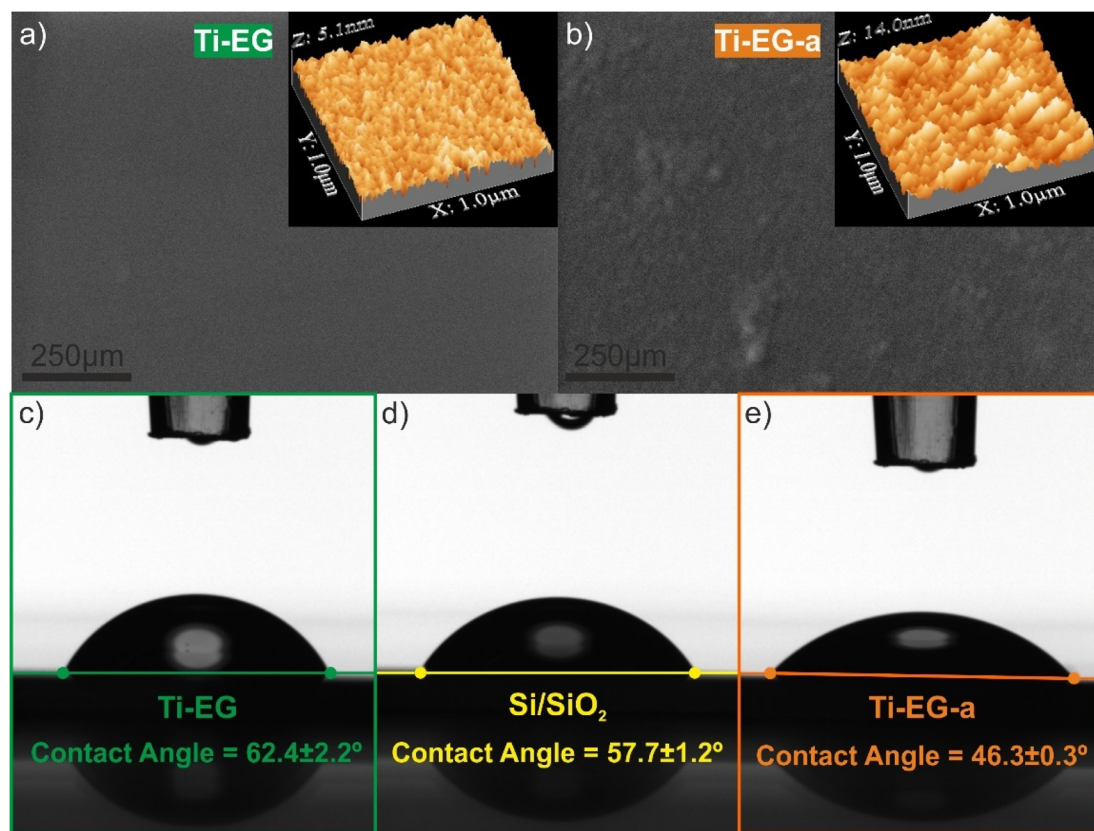 a)
Ti-EG
Z: 5.1nm
Y: 1.0µm
X: 1.0µm
250µm
b)
Ti-EG-a
Z: 14.0nm
Y: 1.0µm
X: 1.0µm
250µm
c)
Ti-EG
Contact Angle = 62.4±2.2º
d)
Si/SiO₂
Contact Angle = 57.7±1.2º
e)
Ti-EG-a
Contact Angle = 46.3±0.3º